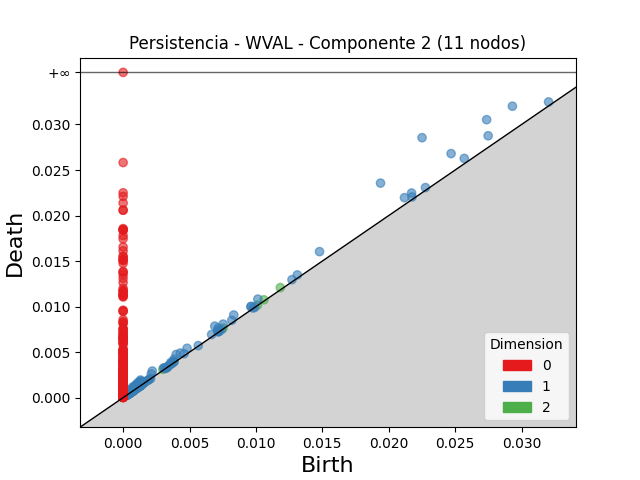 Persistencia - WVAL - Componente 2 (11 nodos)
+∞
0.030
0.025
0.020
0.015
0.010
0.005
0.000
Death
Dimension
0
1
2
0.000 0.005 0.010 0.015 0.020 0.025 0.030
Birth